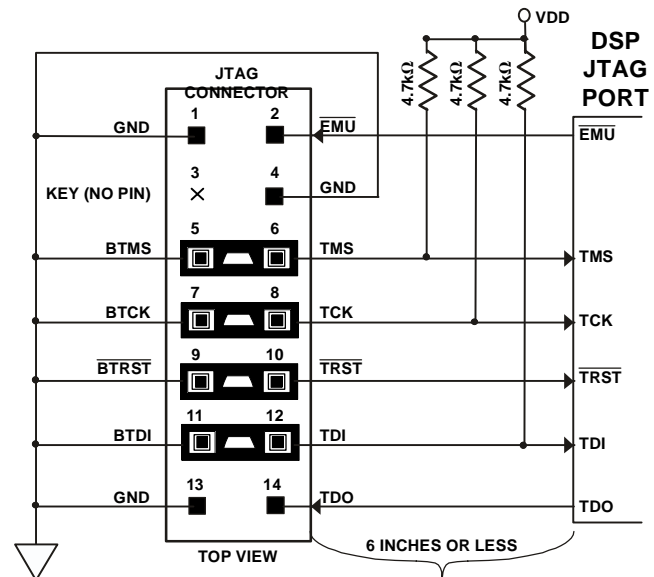 VDD
DSP
JTAG
PORT
4.7kΩ 4.7kΩ 4.7kΩ
JTAG
CONNECTOR
1 2
GND EMU EMU
3 4
KEY (NO PIN) GND
5 6
BTMS TMS TMS
7 8
BTCK TCK TCK
9 10
BTRST TRST TRST
11 12
BTDI TDI TDI
13 14
GND TDO TDO
TOP VIEW
6 INCHES OR LESS